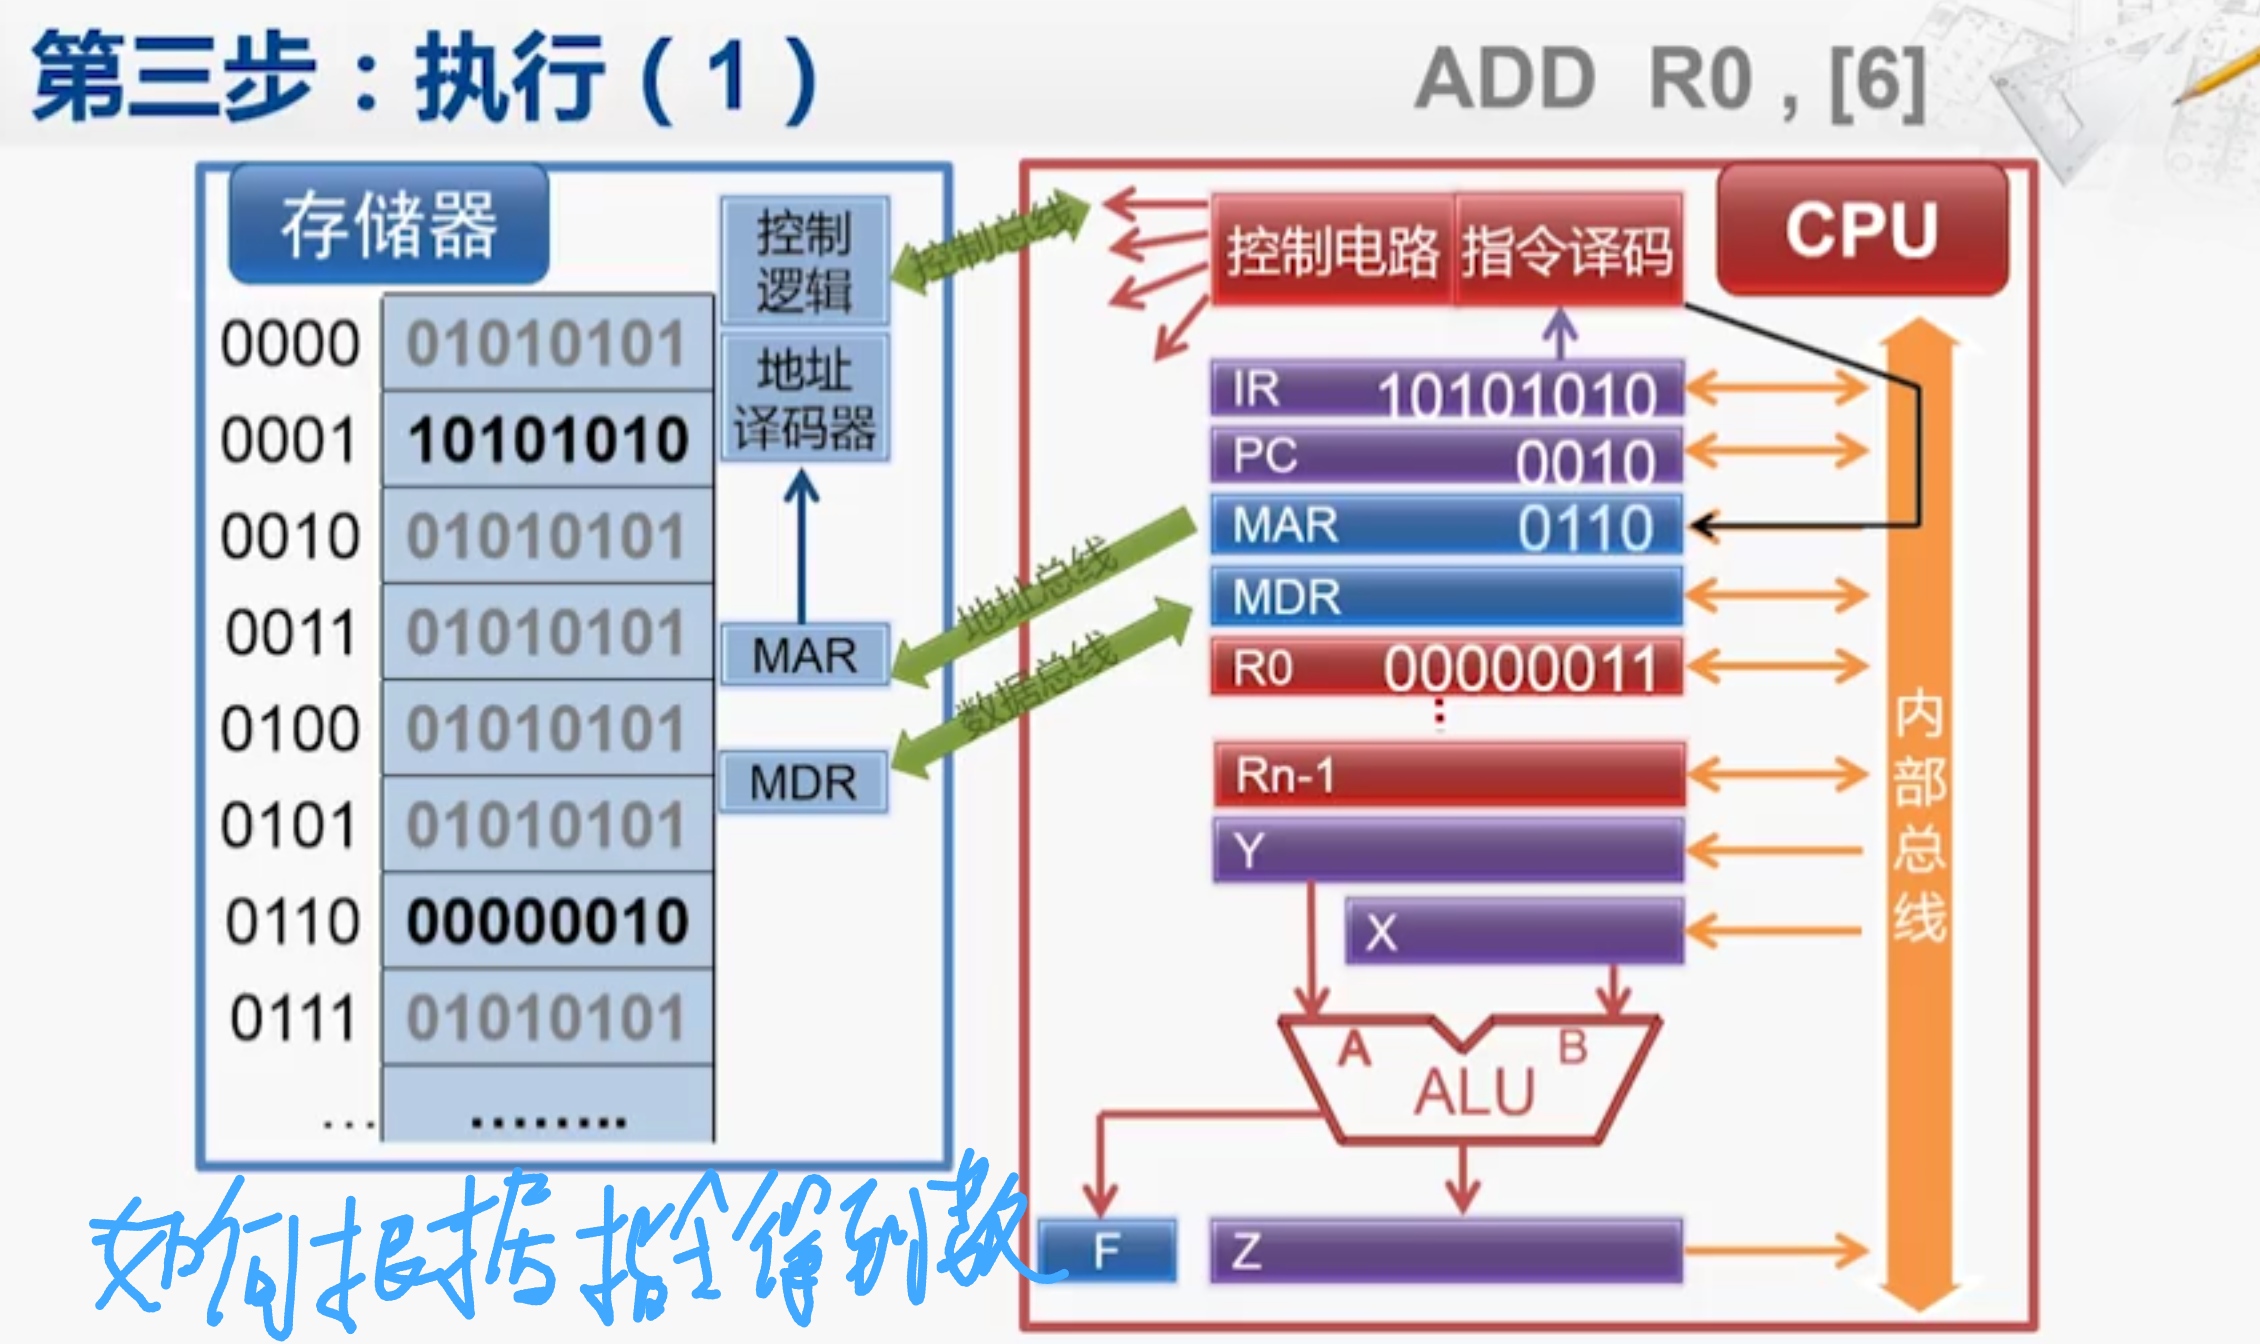 第三步：执行（1）
ADD R0 , [6]
存储器
控制
逻辑
地址
译码器
MAR
MDR
0000 01010101
0001 10101010
0010 01010101
0011 01010101
0100 01010101
0101 01010101
0110 00000010
0111 01010101
... ........
控制总线
地址总线
数据总线
CPU
控制电路 指令译码
IR 10101010
PC 0010
MAR 0110
MDR
R0 00000011
⋮
Rn-1
Y
X
A B
ALU
F Z
内部总线
如何根据指令得到数